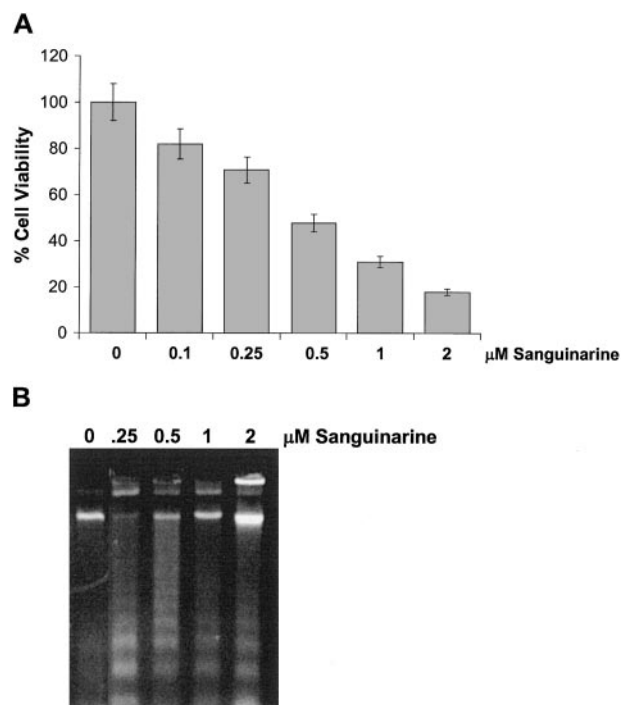 A
120
100
80
60
40
20
0
% Cell Viability
0 0.1 0.25 0.5 1 2 μM Sanguinarine
B
0 .25 0.5 1 2 μM Sanguinarine